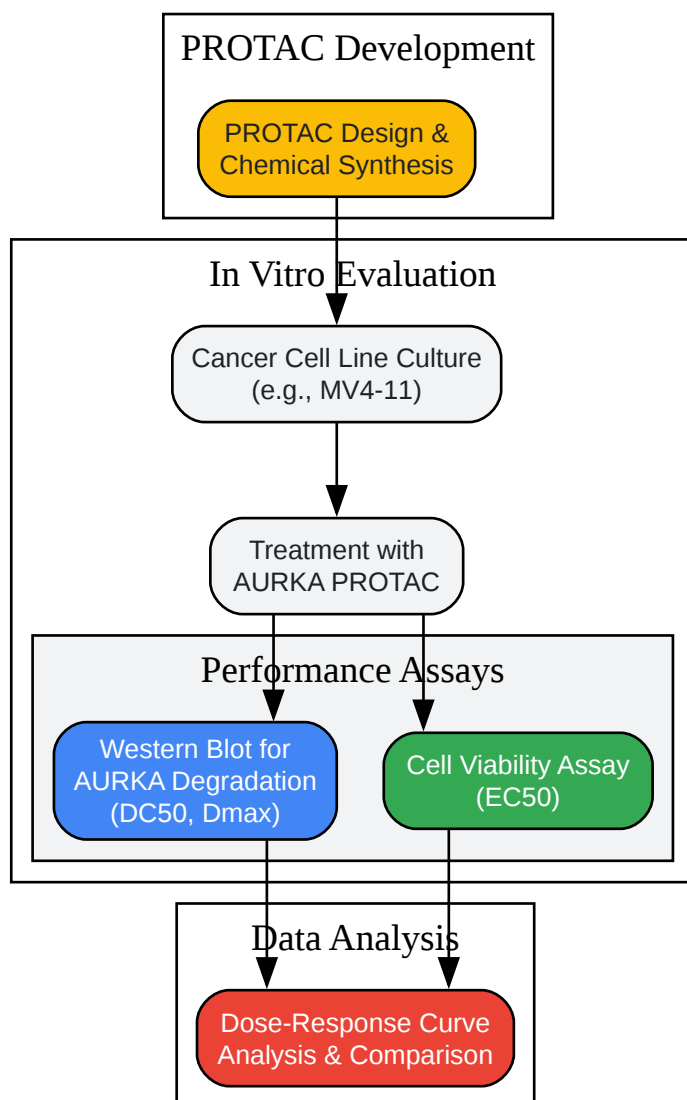 PROTAC Development
PROTAC Design &
Chemical Synthesis
In Vitro Evaluation
Cancer Cell Line Culture
(e.g., MV4-11)
Treatment with
AURKA PROTAC
Performance Assays
Western Blot for
AURKA Degradation
(DC50, Dmax)
Cell Viability Assay
(EC50)
Data Analysis
Dose-Response Curve
Analysis & Comparison